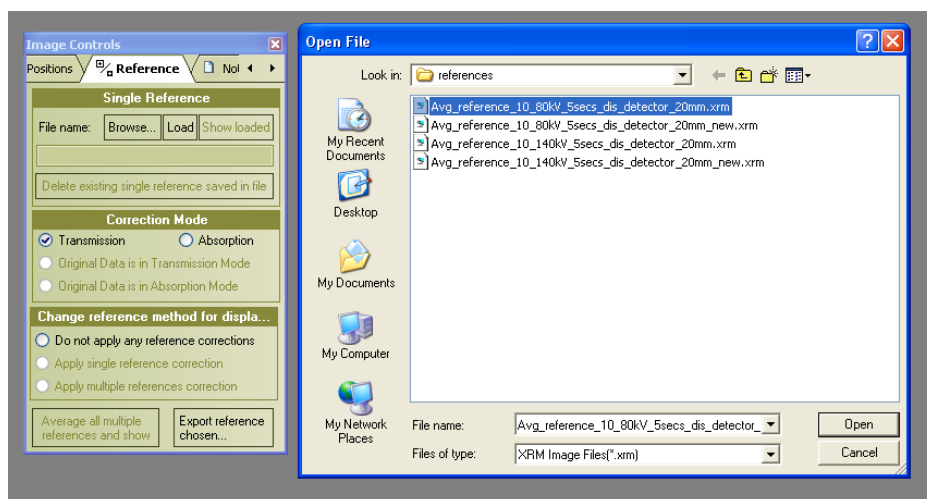 Image Controls
Positions Reference Not
Single Reference
File name: Browse... Load Show loaded
Delete existing single reference saved in file
Correction Mode
Transmission Absorption
Original Data is in Transmission Mode
Original Data is in Absorption Mode
Change reference method for displa...
Do not apply any reference corrections
Apply single reference correction
Apply multiple references correction
Average all multiple
references and show
Export reference
chosen...
Open File
Look in: references
My Recent
Documents
Desktop
My Documents
My Computer
My Network
Places
Avg_reference_10_80kV_5secs_dis_detector_20mm.xrm
Avg_reference_10_80kV_5secs_dis_detector_20mm_new.xrm
Avg_reference_10_140kV_5secs_dis_detector_20mm.xrm
Avg_reference_10_140kV_5secs_dis_detector_20mm_new.xrm
File name: Avg_reference_10_80kV_5secs_dis_detector_ Open
Files of type: XRM Image Files(*.xrm) Cancel